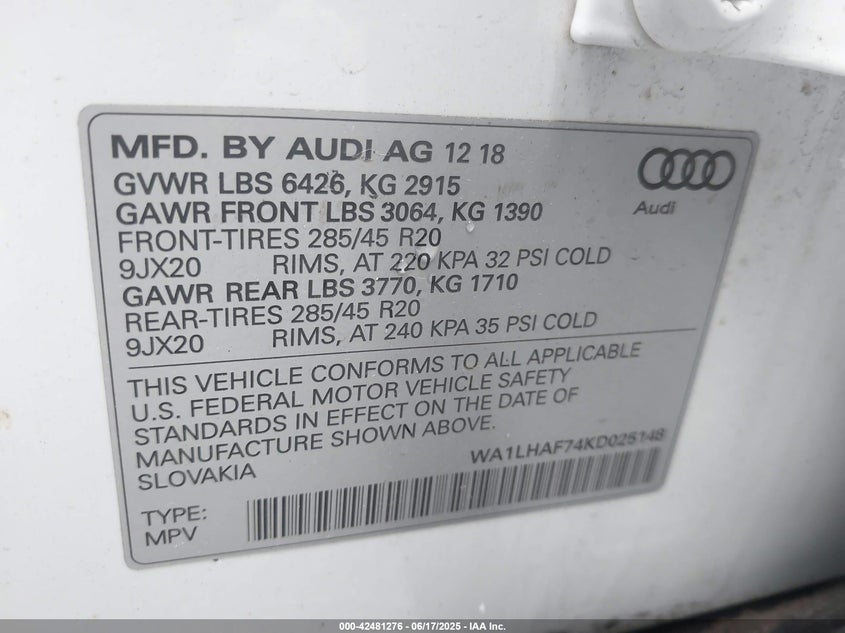 MFD. BY AUDI AG 12 18
GVWR LBS 6426, KG 2915
GAWR FRONT LBS 3064, KG 1390
FRONT-TIRES 285/45 R20
9JX20 RIMS, AT 220 KPA 32 PSI COLD
GAWR REAR LBS 3770, KG 1710
REAR-TIRES 285/45 R20
9JX20 RIMS, AT 240 KPA 35 PSI COLD
Audi
THIS VEHICLE CONFORMS TO ALL APPLICABLE
U.S. FEDERAL MOTOR VEHICLE SAFETY
STANDARDS IN EFFECT ON THE DATE OF
MANUFACTURE SHOWN ABOVE.
SLOVAKIA
WA1LHAF74KD025148
TYPE:
MPV
000-42481276 - 06/17/2025 - IAA Inc.